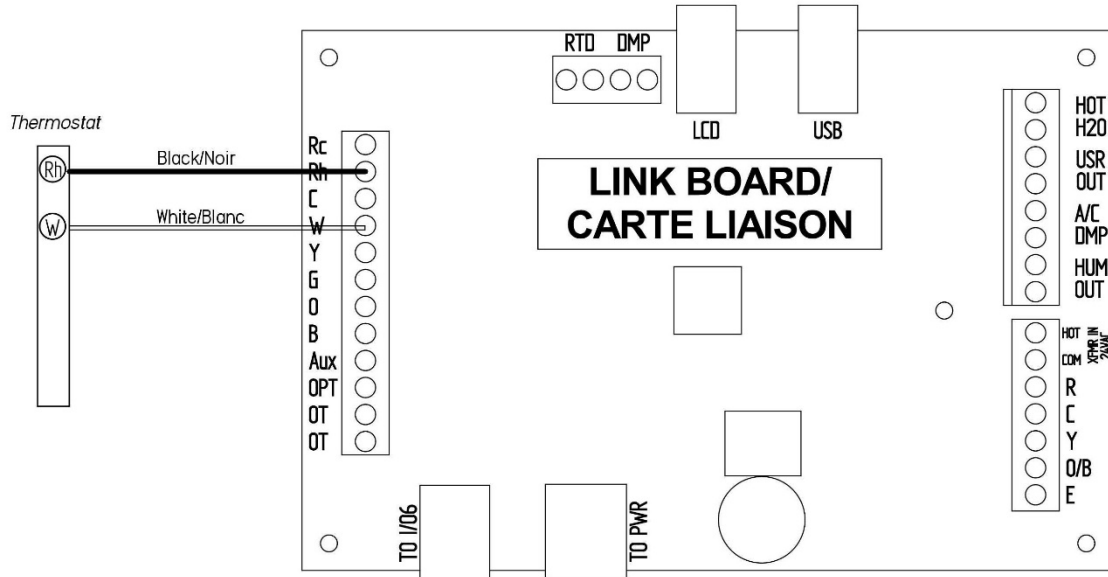 RTD DMP
LCD
USB
Thermostat
Rh
W
Black/Noir
White/Blanc
Rc
Rh
C
W
Y
G
O
B
Aux
OPT
OT
OT
LINK BOARD/
CARTE LIAISON
HOT
H2O
USR
OUT
A/C
DMP
HUM
OUT
HOT
COM
XFMR IN
24VAC
R
C
Y
O/B
E
TO I/O6
TO PWR